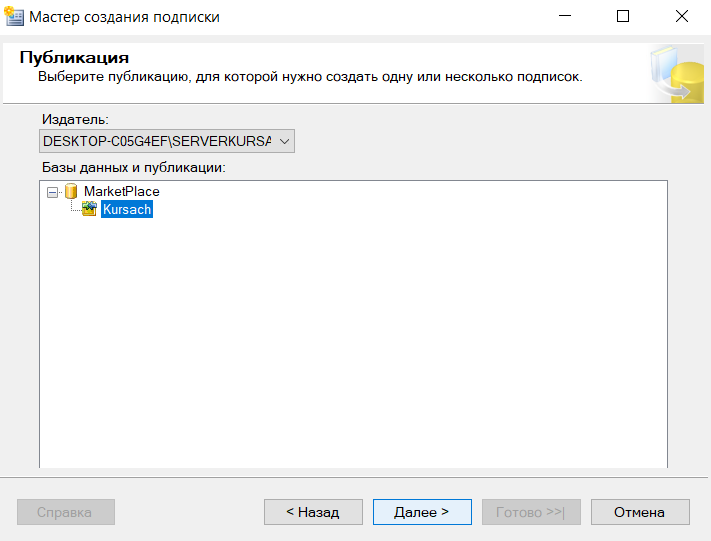 Мастер создания подписки
Публикация
Выберите публикацию, для которой нужно создать одну или несколько подписок.
Издатель:
DESKTOP-C05G4EF\SERVERKURSA
Базы данных и публикации:
MarketPlace
Kursach
Справка
< Назад
Далее >
Готово >>|
Отмена